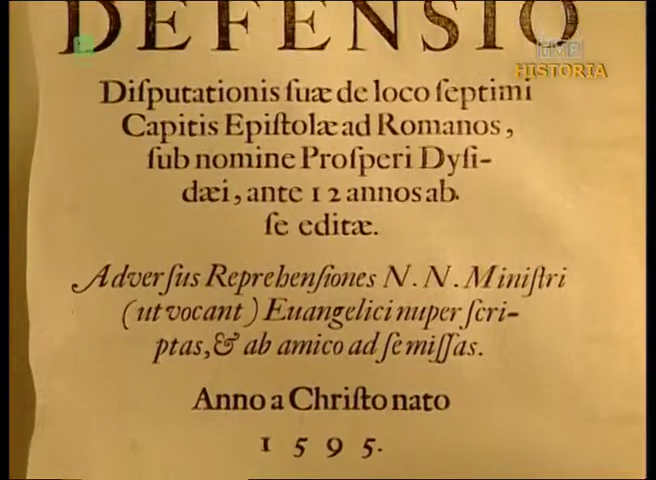 DEFENSIO
TVP
HISTORIA
Diſputationis ſuæ de loco ſeptimi
Capitis Epiſtolæ ad Romanos,
ſub nomine Proſperi Dyſi-
dæi, ante 12 annos ab
ſe editæ.
Adverſus Reprehenſiones N. N. Miniſtri
(ut vocant) Euangelici nuper ſcri-
ptas, & ab amico ad ſe miſſas.
Anno a Chriſto nato
1595.